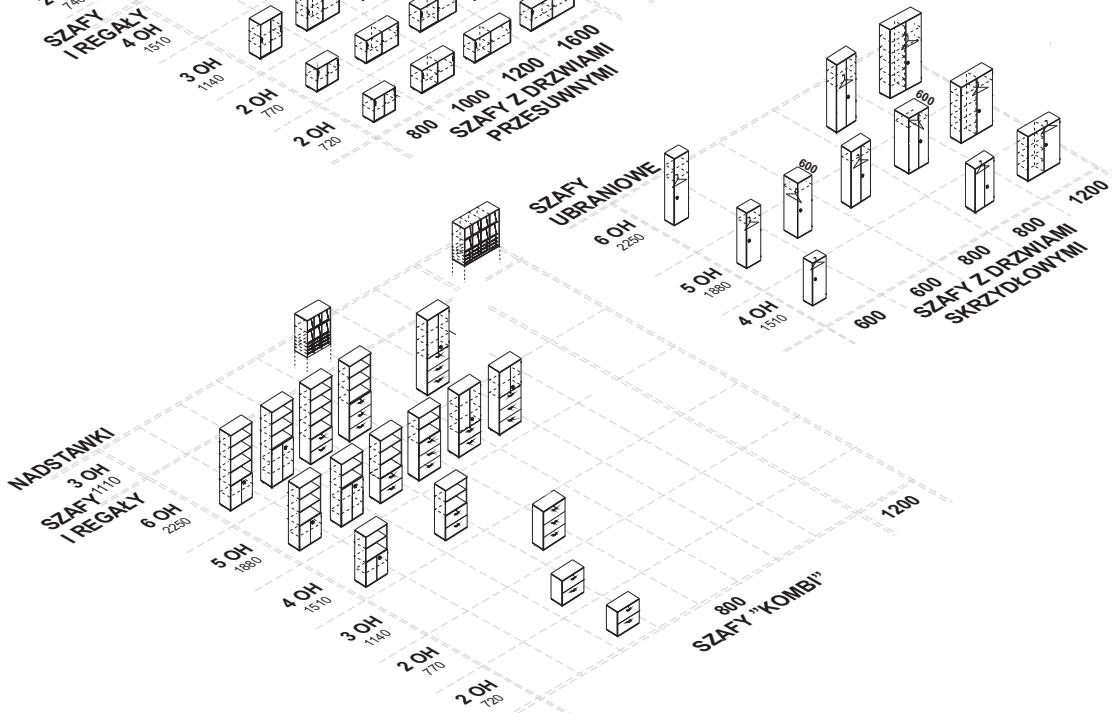 2
740
SZAFY
I REGAŁY
4 OH
1510
3 OH
1140
2 OH
770
2 OH
720
800
1000
1200
1600
SZAFY Z DRZWIAMI
PRZESUWNYMI
SZAFY
UBRANIOWE
6 OH
2250
5 OH
1880
4 OH
1510
600
600
600
600
800
800
1200
SZAFY Z DRZWIAMI
SKRZYDŁOWYMI
NADSTAWKI
3 OH
1110
SZAFY
I REGAŁY
6 OH
2250
5 OH
1880
4 OH
1510
3 OH
1140
2 OH
770
2 OH
720
800
1200
SZAFY ”KOMBI”